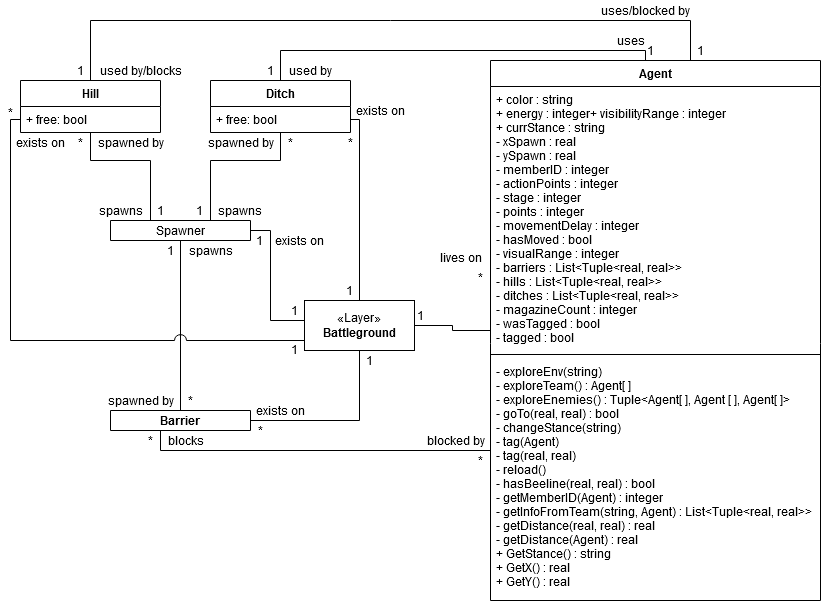 uses/blocked by
uses
1
1
1
used by/blocks
1
used by
Hill
+ free: bool
Ditch
+ free: bool
Agent
+ color : string
+ energy : integer+ visibilityRange : integer
+ currStance : string
- xSpawn : real
- ySpawn : real
- memberID : integer
- actionPoints : integer
- stage : integer
- points : integer
- movementDelay : integer
- hasMoved : bool
- visualRange : integer
- barriers : List<Tuple<real, real>>
- hills : List<Tuple<real, real>>
- ditches : List<Tuple<real, real>>
- magazineCount : integer
- wasTagged : bool
- tagged : bool
- exploreEnv(string)
- exploreTeam() : Agent[ ]
- exploreEnemies() : Tuple<Agent[ ], Agent [ ], Agent[ ]>
- goTo(real, real) : bool
- changeStance(string)
- tag(Agent)
- tag(real, real)
- reload()
- hasBeeline(real, real) : bool
- getMemberID(Agent) : integer
- getInfoFromTeam(string, Agent) : List<Tuple<real, real>>
- getDistance(real, real) : real
- getDistance(Agent) : real
+ GetStance() : string
+ GetX() : real
+ GetY() : real
*
exists on
*
spawned by
spawned by
*
exists on
*
spawns
1
1
spawns
Spawner
1
spawns
1
exists on
lives on
*
1
1
1
1
1
«Layer»
Battleground
spawned by
*
Barrier
exists on
*
*
blocks
blocked by
*